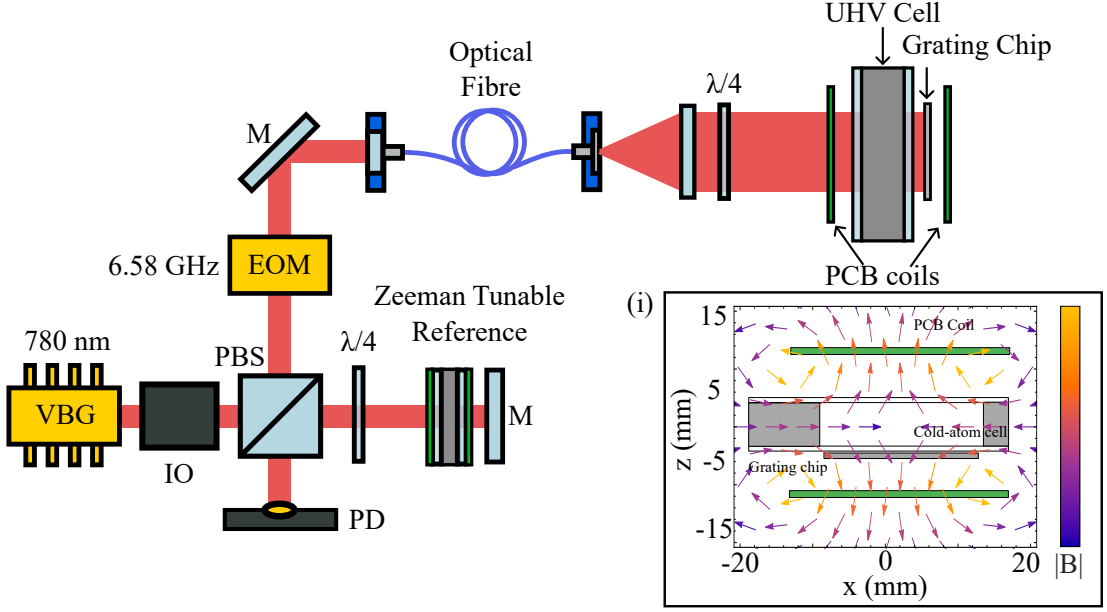 UHV Cell
Grating Chip
Optical
Fibre
λ/4
M
6.58 GHz
EOM
PCB coils
Zeeman Tunable
Reference
780 nm
PBS
λ/4
VBG
M
IO
PD
(i)
15
PCB Coil
5
z (mm)
Cold-atom cell
-5
Grating chip
-15
-20
0
20
|B|
x (mm)